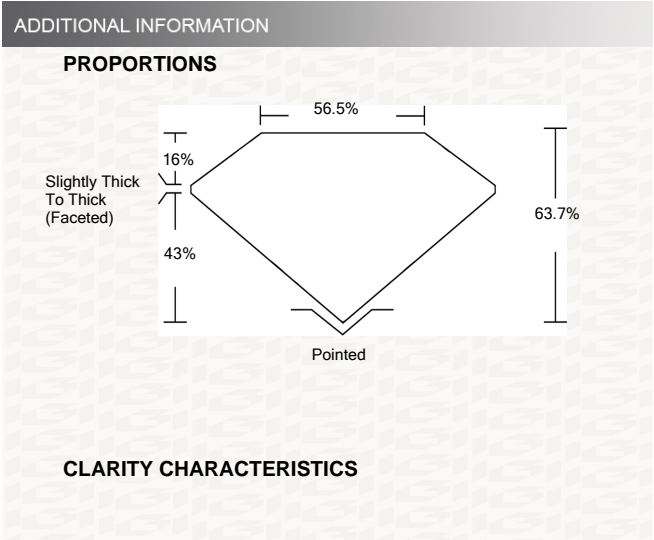 ADDITIONAL INFORMATION
PROPORTIONS
56.5%
16%
Slightly Thick
To Thick
(Faceted)
63.7%
43%
Pointed
CLARITY CHARACTERISTICS